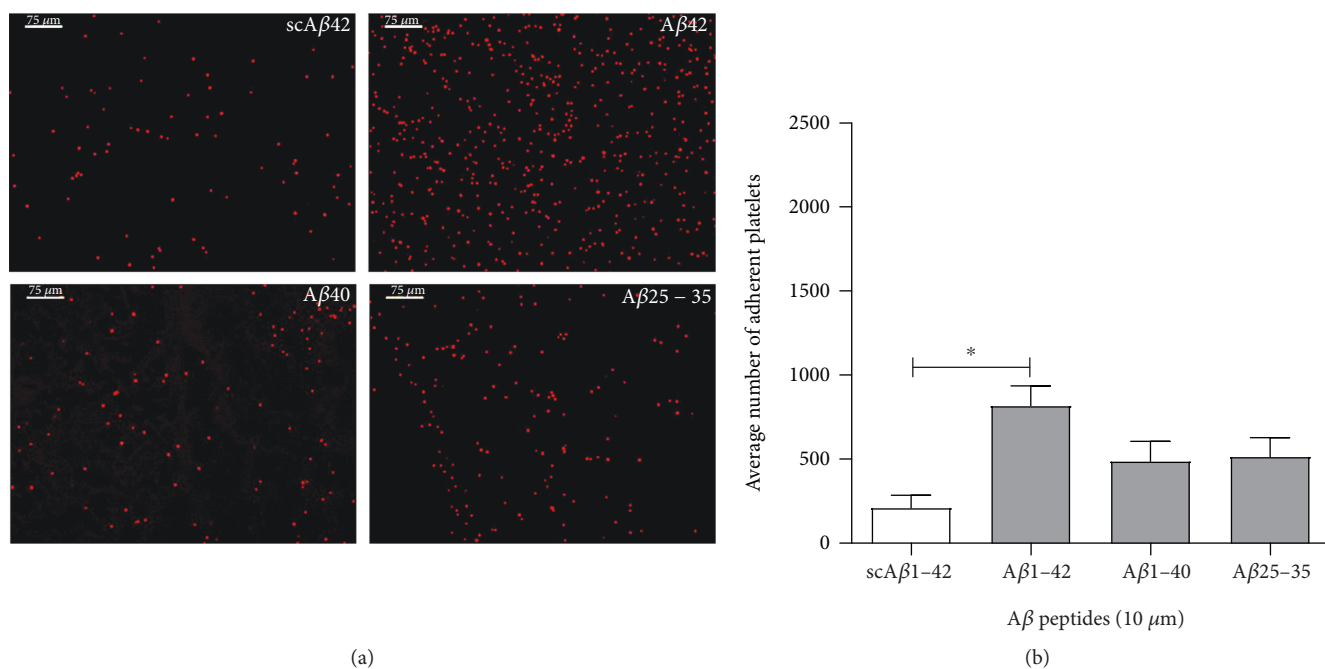 75 μm
scAβ42
75 μm
Aβ42
75 μm
Aβ40
75 μm
Aβ25 – 35
(a)
Average number of adherent platelets
2500
2000
1500
1000
500
0
*
scAβ1–42
Aβ1–42
Aβ1–40
Aβ25–35
Aβ peptides (10 μm)
(b)